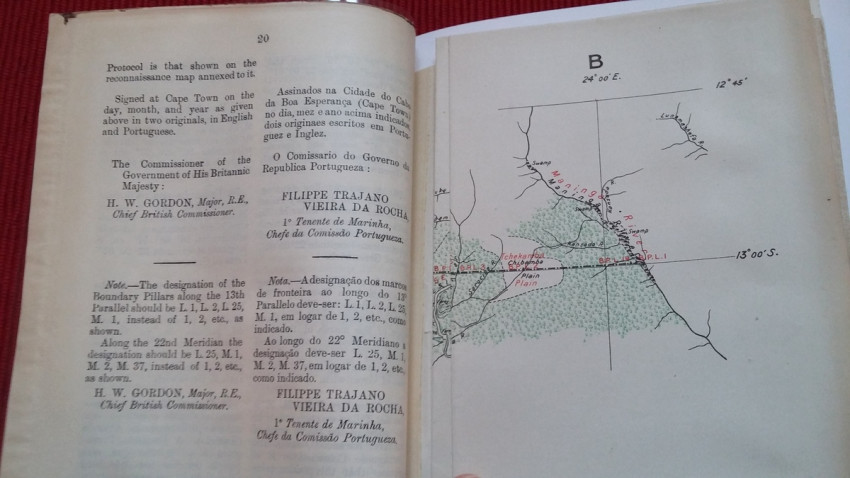 20
Protocol is that shown on the
reconnaissance map annexed to it.
Signed at Cape Town on the
day, month, and year as given
above in two originals, in English
and Portuguese.
The Commissioner of the
Government of His Britannic
Majesty :
H. W. GORDON, Major, R.E.,
Chief British Commissioner.
Note.—The designation of the
Boundary Pillars along the 13th
Parallel should be L. 1, L. 2, L. 25,
M. 1, instead of 1, 2, etc., as
shown.
Along the 22nd Meridian the
designation should be L. 25, M. 1,
M. 2, M. 37, instead of 1, 2, etc.,
as shown.
H. W. GORDON, Major, R.E.,
Chief British Commissioner.
Assinados na Cidade do Cabo
da Boa Esperança (Cape Town)
no dia, mez e ano acima indicados
dois originaes escritos em Portu-
guez e Inglez.
O Comissario do Governo da
Republica Portugueza :
FILIPPE TRAJANO
VIEIRA DA ROCHA,
1º Tenente de Marinha,
Chefe da Comissão Portugueza.
Nota.—A designação dos marcos
de fronteira ao longo do 13º
Parallelo deve-ser: L. 1, L. 2, L. 25,
M. 1, em logar de 1, 2, etc., como
indicado.
Ao longo do 22º Meridiano a
designação deve-ser L. 25, M. 1,
M. 2, M. 37, em logar de 1, 2, etc.,
como indicado.
FILIPPE TRAJANO
VIEIRA DA ROCHA,
1º Tenente de Marinha,
Chefe da Comissão Portugueza.
B
24°00'E.
12°45'
Swamp
Swamp
Swamp
13°00'S.
Tchekamba
Chibamba
Plain
Plain
B.P.L.1